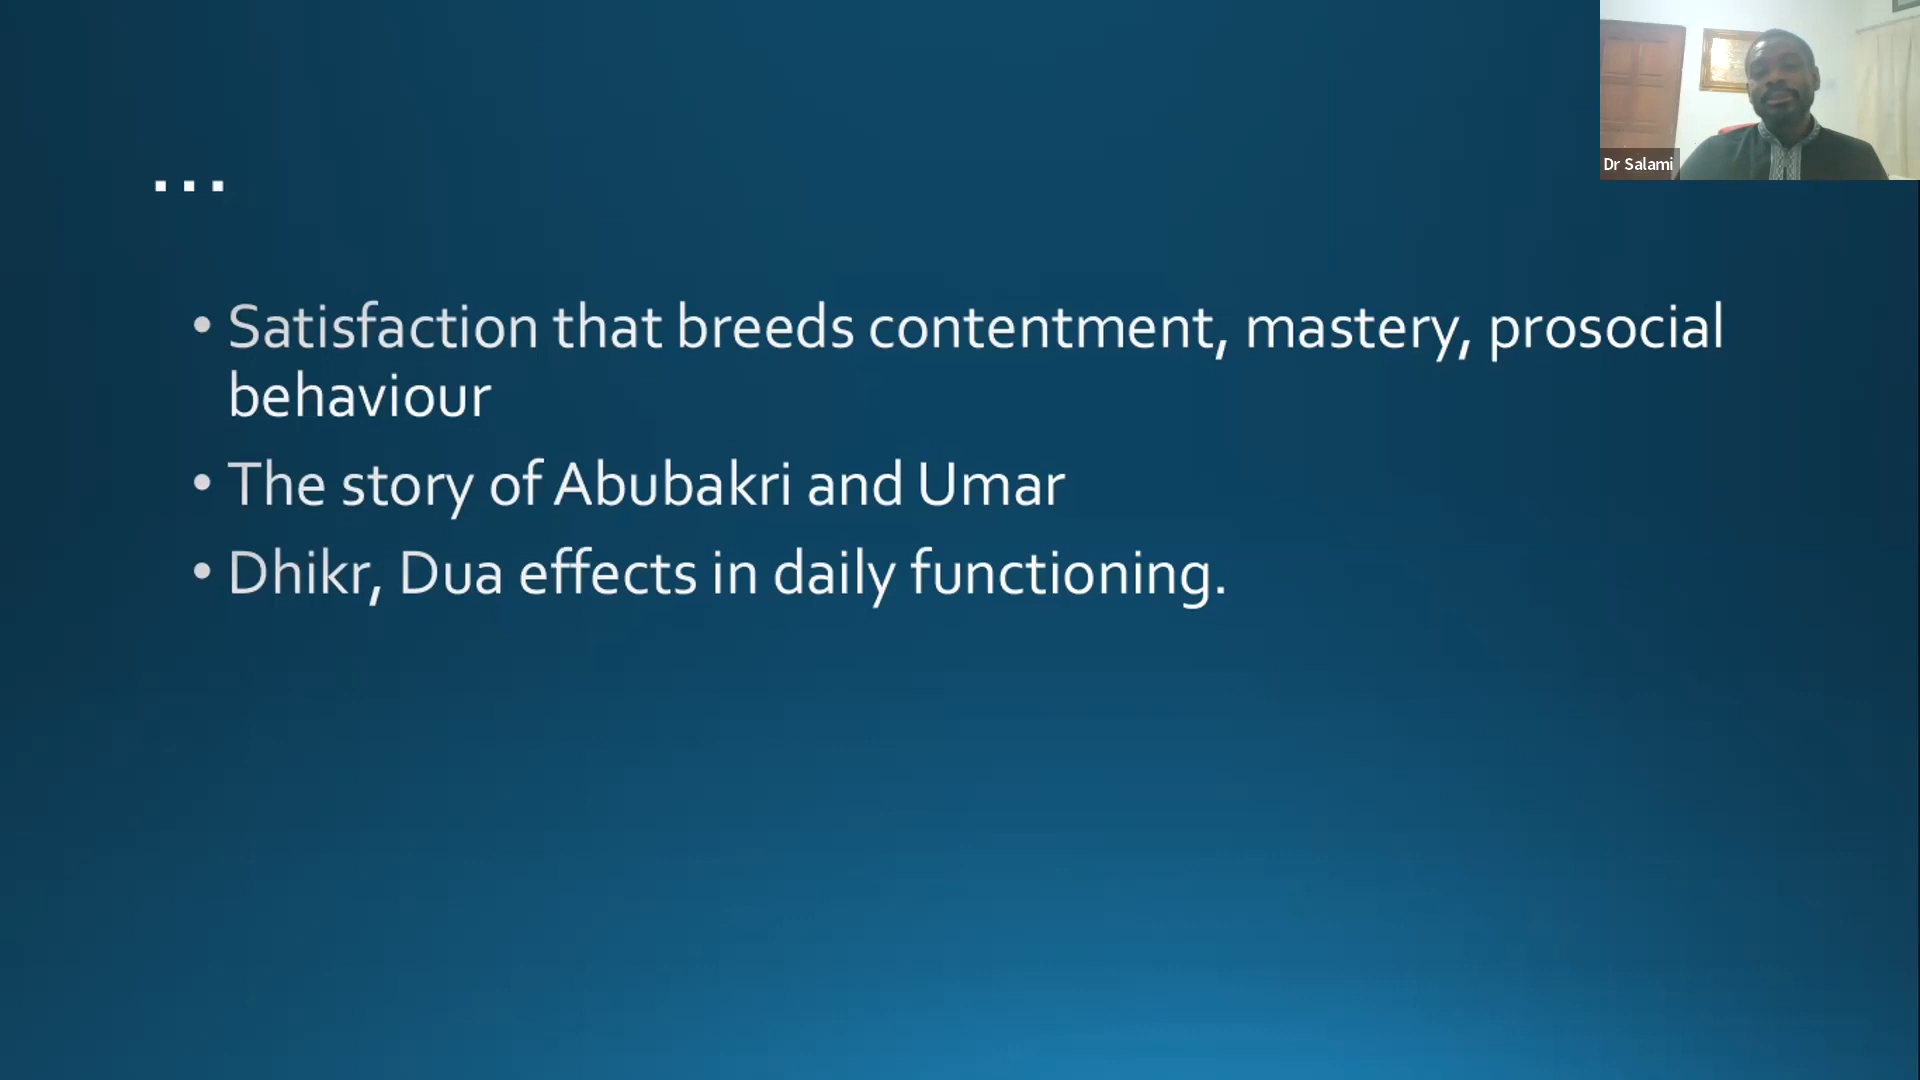 Dr Salami
...
• Satisfaction that breeds contentment, mastery, prosocial
behaviour
• The story of Abubakri and Umar
• Dhikr, Dua effects in daily functioning.